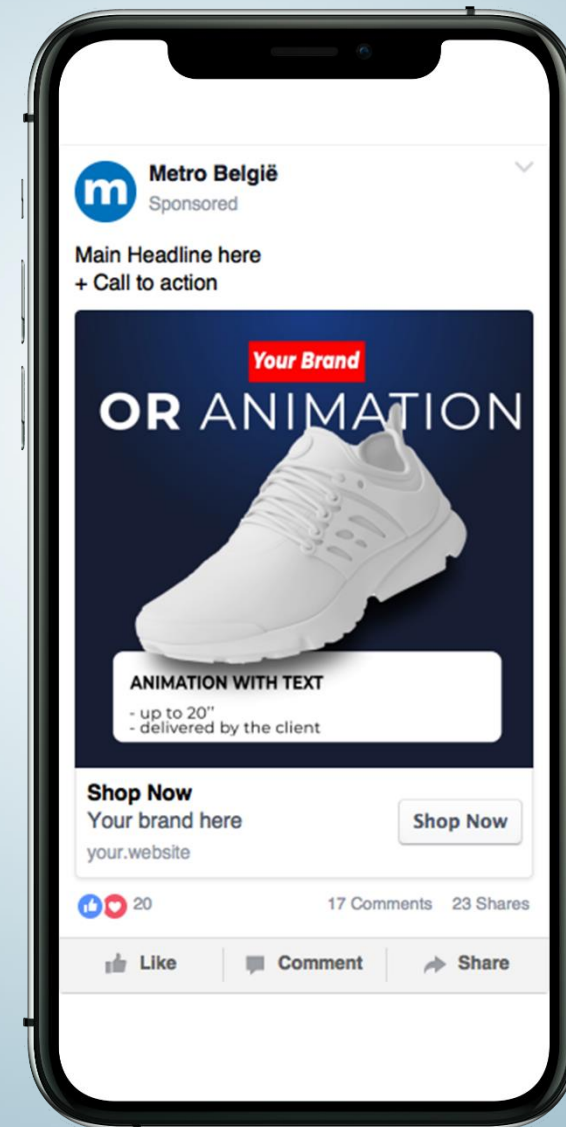 m
Metro België
Sponsored
Main Headline here
+ Call to action
Your Brand
OR ANIMATION
ANIMATION WITH TEXT
- up to 20''
- delivered by the client
Shop Now
Your brand here
Shop Now
your.website
20
17 Comments 23 Shares
Like Comment Share